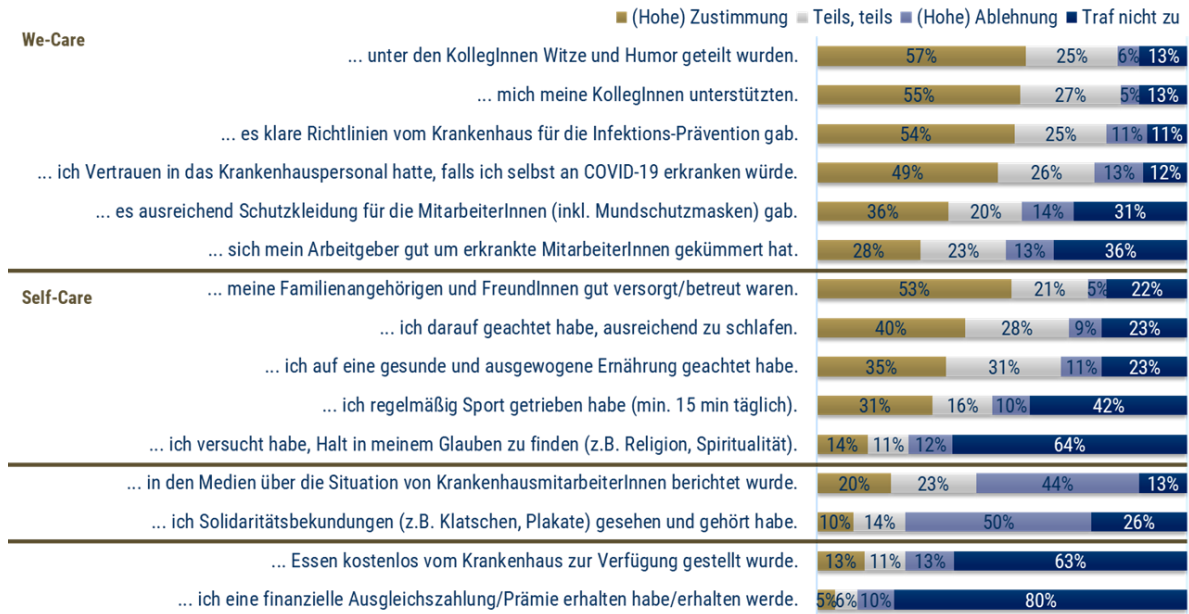 (Hohe) Zustimmung Teils, teils (Hohe) Ablehnung Traf nicht zu
We-Care
... unter den KollegInnen Witze und Humor geteilt wurden. 57% 25% 6% 13%
... mich meine KollegInnen unterstützten. 55% 27% 5% 13%
... es klare Richtlinien vom Krankenhaus für die Infektions-Prävention gab. 54% 25% 11% 11%
... ich Vertrauen in das Krankenhauspersonal hatte, falls ich selbst an COVID-19 erkranken würde. 49% 26% 13% 12%
... es ausreichend Schutzkleidung für die MitarbeiterInnen (inkl. Mundschutzmasken) gab. 36% 20% 14% 31%
... sich mein Arbeitgeber gut um erkrankte MitarbeiterInnen gekümmert hat. 28% 23% 13% 36%
Self-Care
... meine Familienangehörigen und FreundInnen gut versorgt/betreut waren. 53% 21% 5% 22%
... ich darauf geachtet habe, ausreichend zu schlafen. 40% 28% 9% 23%
... ich auf eine gesunde und ausgewogene Ernährung geachtet habe. 35% 31% 11% 23%
... ich regelmäßig Sport getrieben habe (min. 15 min täglich). 31% 16% 10% 42%
... ich versucht habe, Halt in meinem Glauben zu finden (z.B. Religion, Spiritualität). 14% 11% 12% 64%
... in den Medien über die Situation von KrankenhausmitarbeiterInnen berichtet wurde. 20% 23% 44% 13%
... ich Solidaritätsbekundungen (z.B. Klatschen, Plakate) gesehen und gehört habe. 10% 14% 50% 26%
... Essen kostenlos vom Krankenhaus zur Verfügung gestellt wurde. 13% 11% 13% 63%
... ich eine finanzielle Ausgleichszahlung/Prämie erhalten habe/erhalten werde. 5% 6% 10% 80%